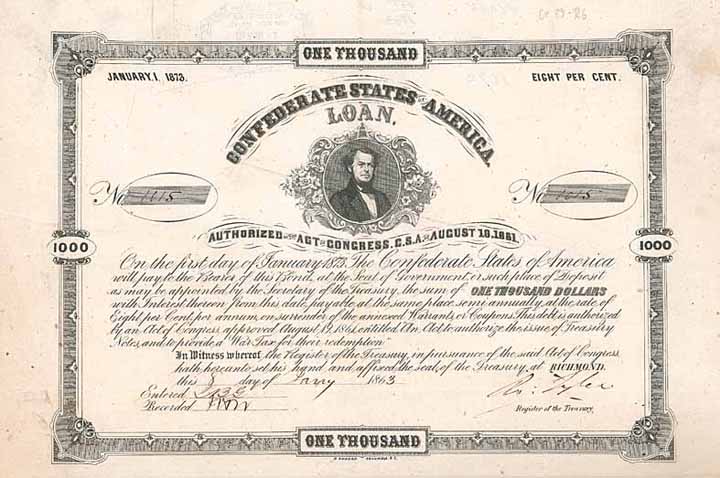 ONE THOUSAND
JANUARY. 1. 1873.
EIGHT PER CENT.
CONFEDERATE STATES OF AMERICA.
LOAN,
No 1115
No 1115
AUTHORIZED BY ACT OF CONGRESS, C.S.A. OF AUGUST 19. 1861.
1000
1000
On the first day of January 1873. The Confederate States of America
will pay to the Bearer of this Bond, at the Seat of Government or such place of Deposit
as may be appointed by the Secretary of the Treasury, the sum of ONE THOUSAND DOLLARS
with Interest thereon from this date, payable at the same place semi-annually, at the rate of
Eight per Cent, per annum, on surrender of the annexed Warrants, or Coupons. This debt is authorized
by an Act of Congress approved August 19. 1861, entitled "An Act to authorize the issue of Treasury
Notes, and to provide a War Tax for their redemption"
In Witness whereof the Register of the Treasury, in pursuance of the said Act of Congress
hath hereunto set his hand and affixed the seal, of the Treasury, at RICHMOND.
this day of 1863
Entered
Recorded
Ro: Tyler
Register of the Treasury,
ONE THOUSAND